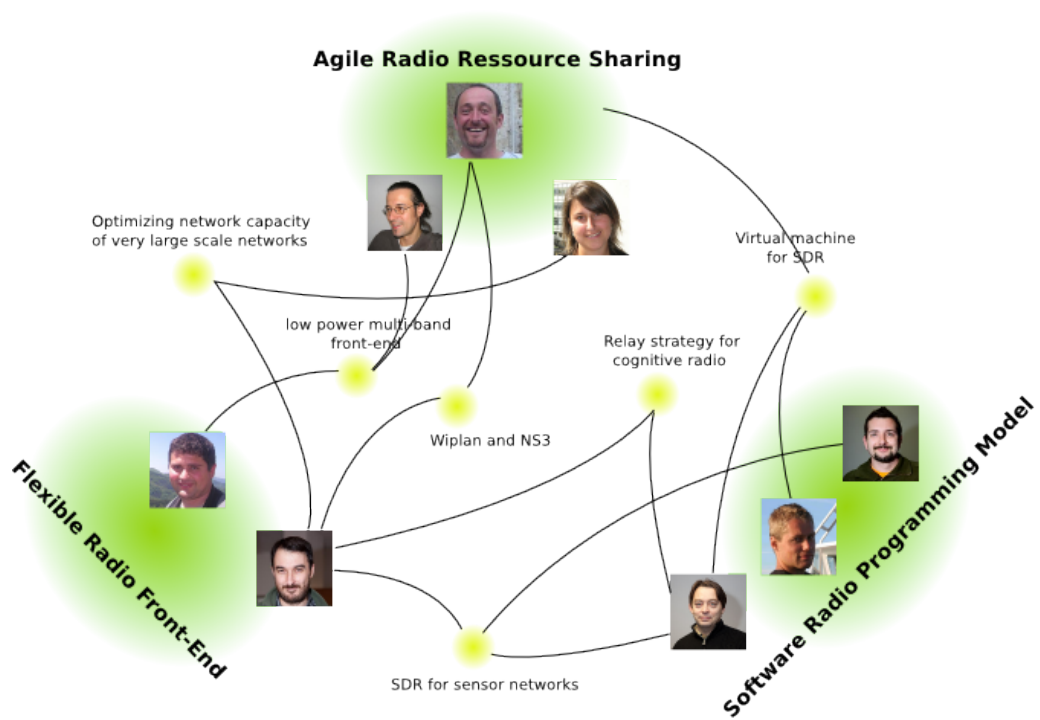 Agile Radio Ressource Sharing
Optimizing network capacity
of very large scale networks
Virtual machine
for SDR
low power multi-band
front-end
Relay strategy for
cognitive radio
Wiplan and NS3
Flexible Radio Front-End
Software Radio Programming Model
SDR for sensor networks